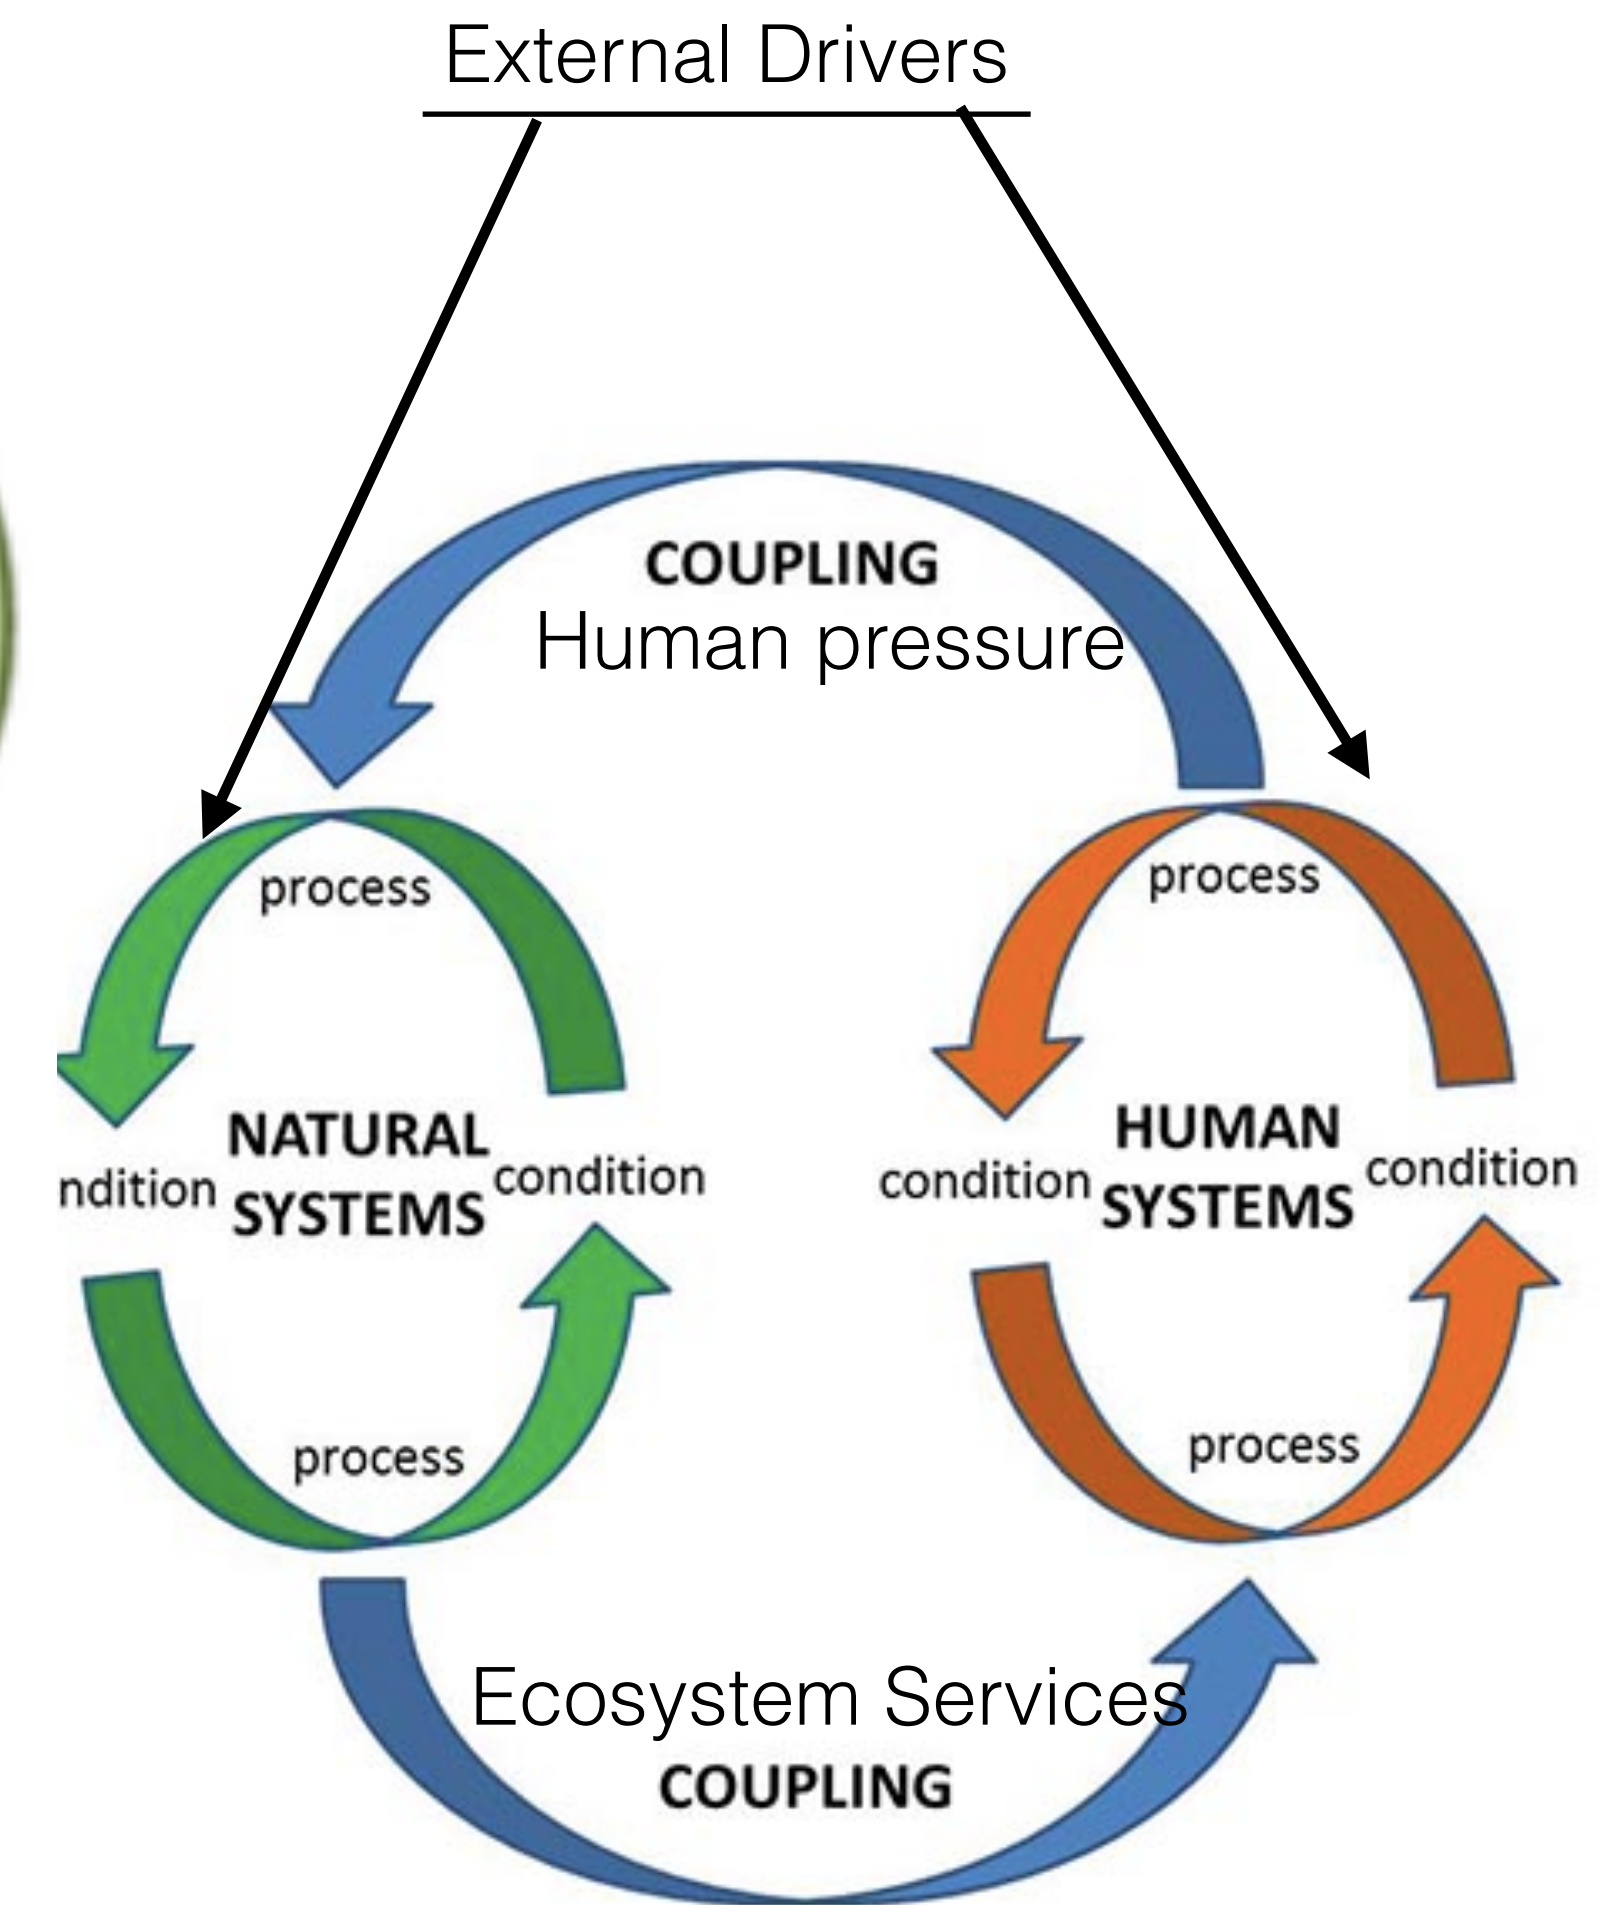 External Drivers
COUPLING
Human pressure
process
process
NATURAL
SYSTEMS
ndition
condition
HUMAN
SYSTEMS
condition
condition
process
process
Ecosystem Services
COUPLING